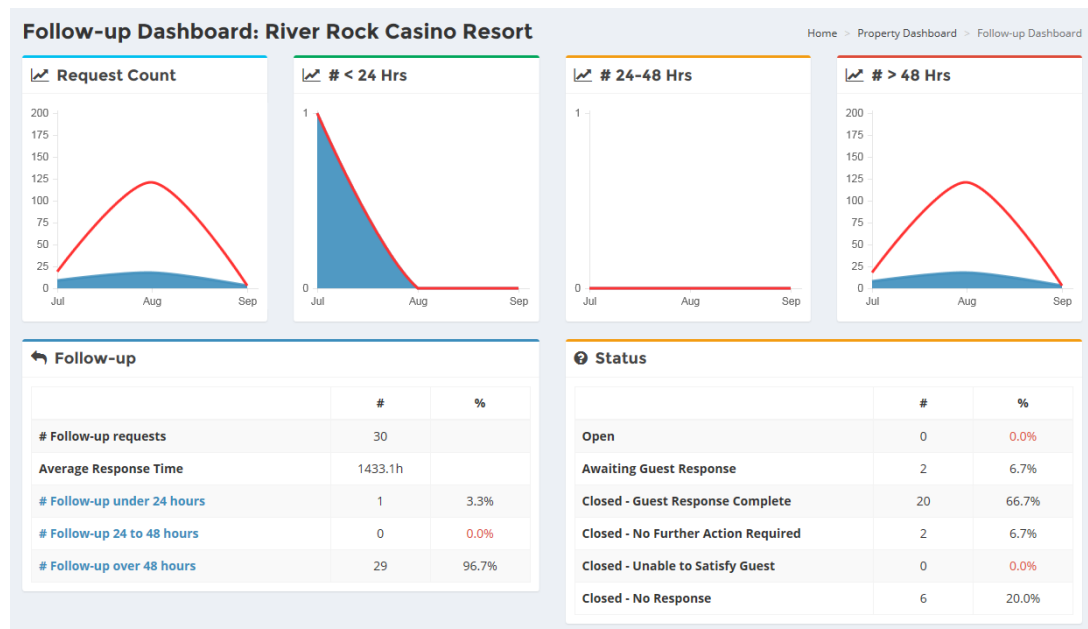 Follow-up Dashboard: River Rock Casino Resort
Home > Property Dashboard > Follow-up Dashboard
Request Count
200
175
150
125
100
75
50
25
0
Jul Aug Sep
# < 24 Hrs
1
0
Jul Aug Sep
# 24-48 Hrs
1
0
Jul Aug Sep
# > 48 Hrs
200
175
150
125
100
75
50
25
0
Jul Aug Sep
Follow-up
# %
# Follow-up requests 30
Average Response Time 1433.1h
# Follow-up under 24 hours 1 3.3%
# Follow-up 24 to 48 hours 0 0.0%
# Follow-up over 48 hours 29 96.7%
Status
# %
Open 0 0.0%
Awaiting Guest Response 2 6.7%
Closed - Guest Response Complete 20 66.7%
Closed - No Further Action Required 2 6.7%
Closed - Unable to Satisfy Guest 0 0.0%
Closed - No Response 6 20.0%